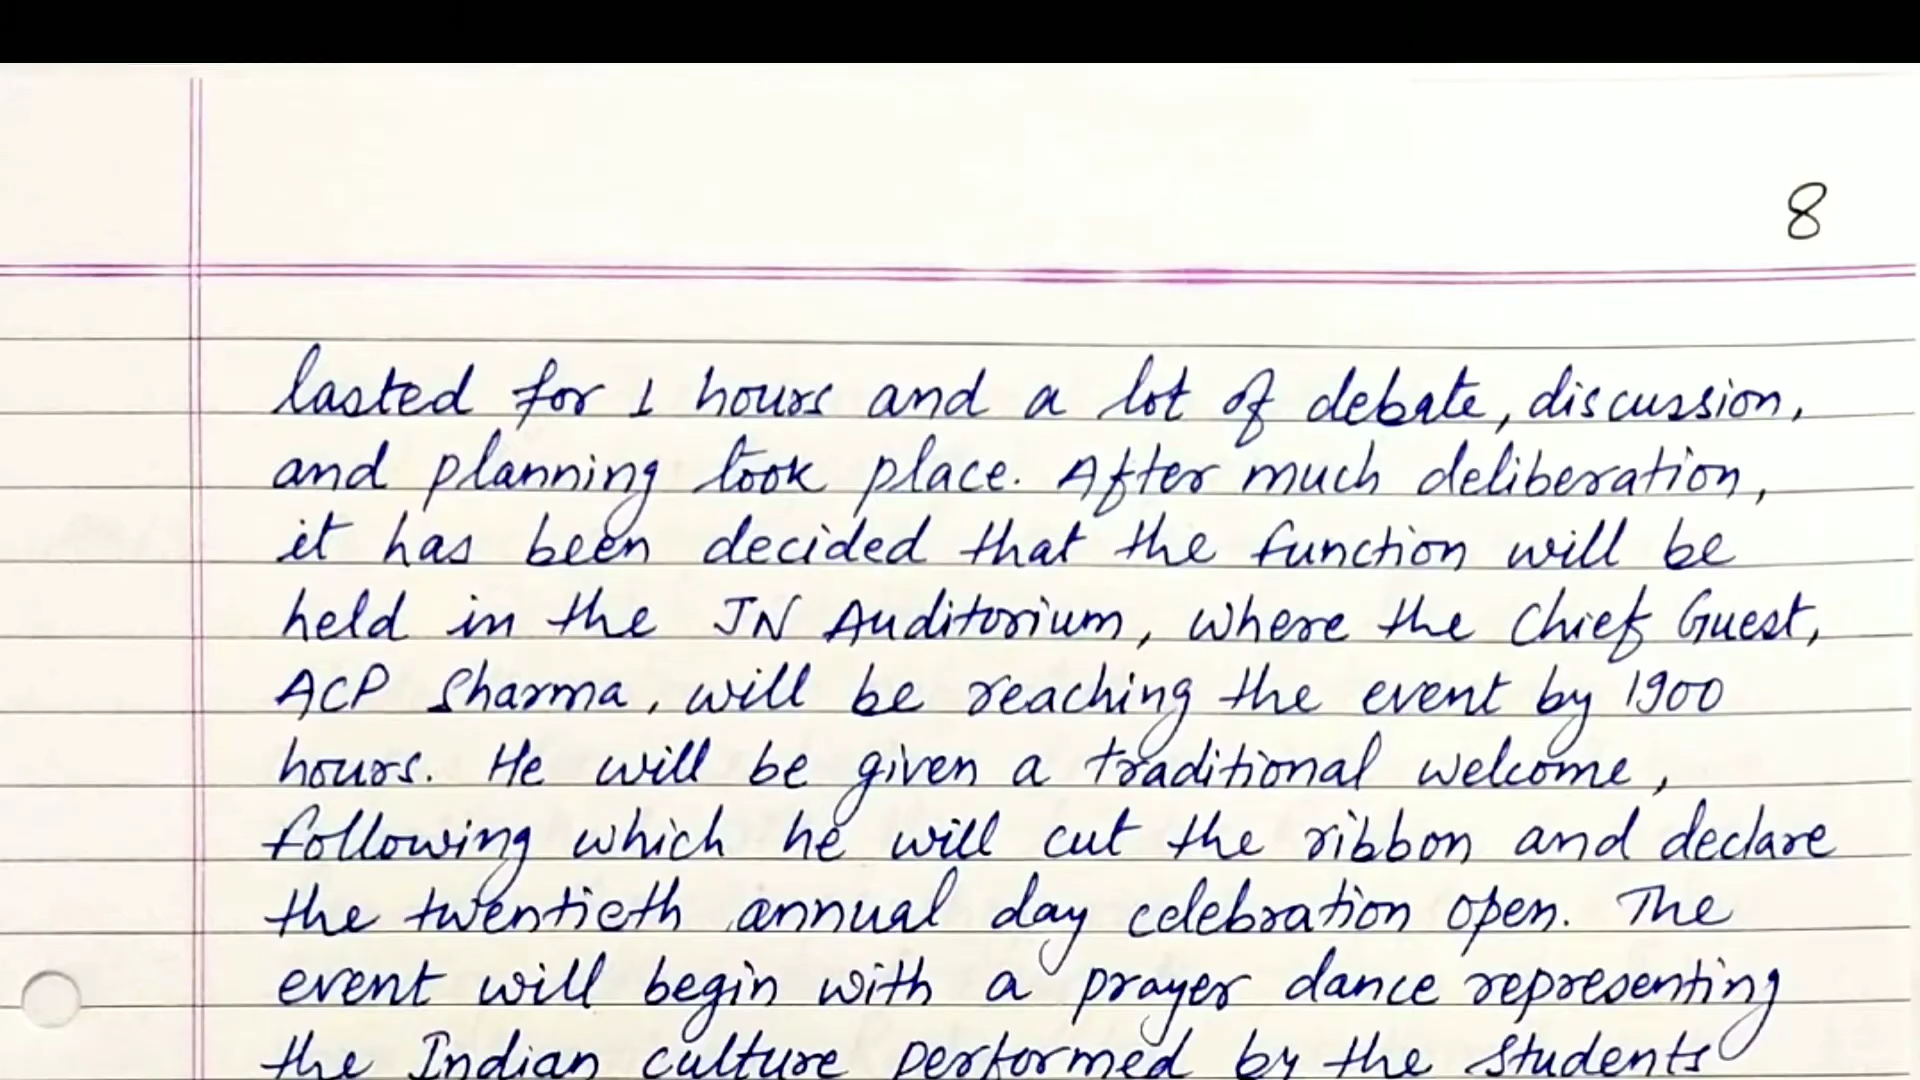 8
lasted for 1 hours and a lot of debate, discussion,
and planning took place. After much deliberation,
it has been decided that the function will be
held in the JN Auditorium, where the Chief Guest,
ACP Sharma, will be reaching the event by 1900
hours. He will be given a traditional welcome,
following which he will cut the ribbon and declare
the twentieth annual day celebration open. The
event will begin with a prayer dance representing
the Indian culture performed by the students